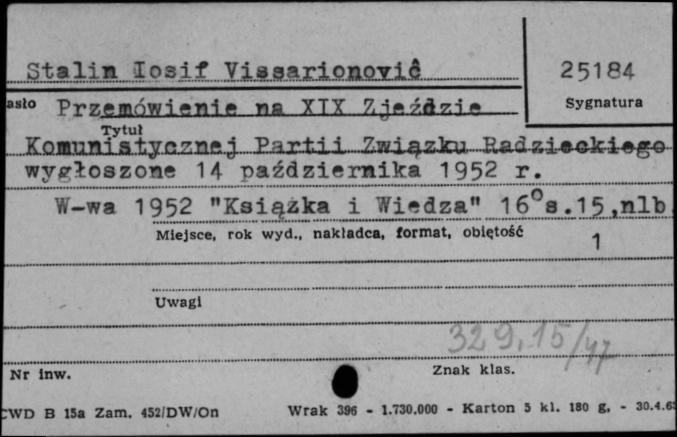 Stalin Iosif Vissarionovič
25184
asło Przemówienie na XIX Zjeździe
Sygnatura
Tytuł
Komunistycznej Partii Związku Radzieckiego
wygłoszone 14 października 1952 r.
W-wa 1952 "Książka i Wiedza" 16° s.15,nlb
Miejsce, rok wyd., nakładca, format, objętość
1
Uwagi
329.15/47
Nr inw.
Znak klas.
CWD B 15a Zam. 452/DW/On
Wrak 396 - 1.730.000 - Karton 5 kl. 180 g. - 30.4.63